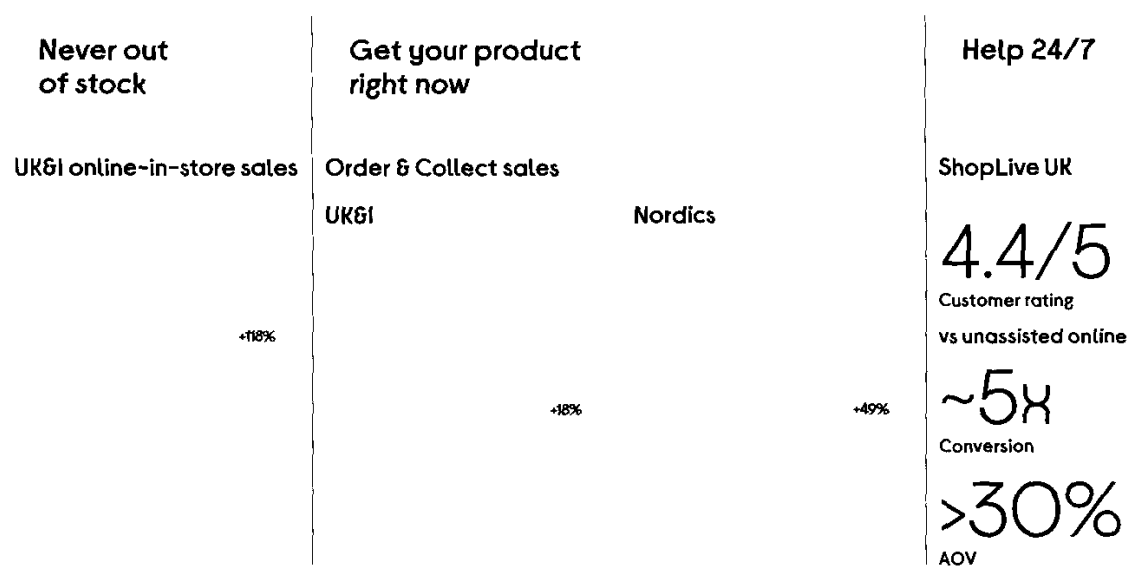 Never out
of stock
UK&I online-in-store sales
+118%
Get your product
right now
Order & Collect sales
UK&I
+18%
Nordics
+49%
Help 24/7
ShopLive UK
4.4/5
Customer rating
vs unassisted online
~5x
Conversion
>30%
AOV